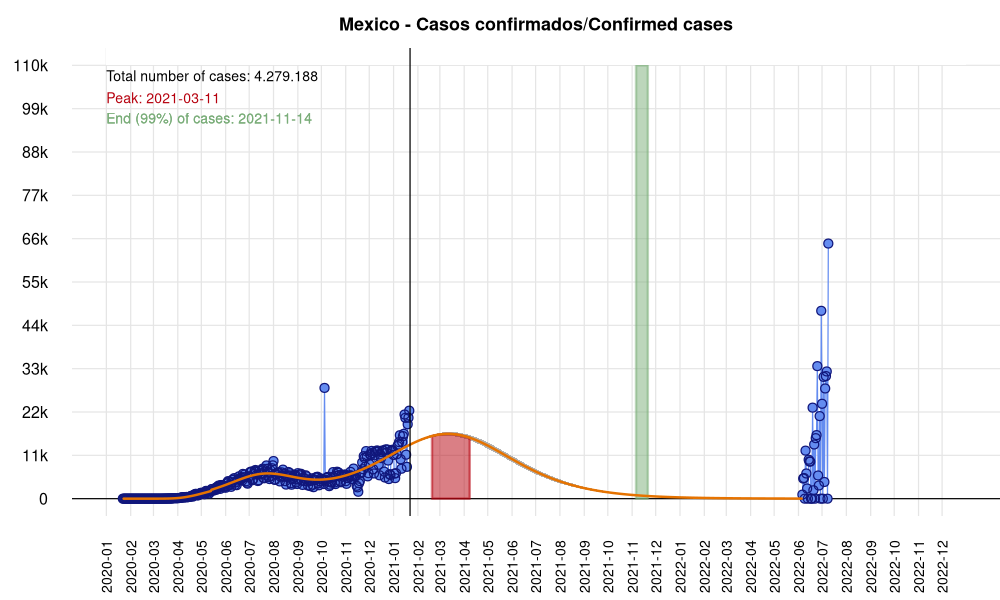 Mexico - Casos confirmados/Confirmed cases
Total number of cases: 4.279.188
Peak: 2021-03-11
End (99%) of cases: 2021-11-14
110k
99k
88k
77k
66k
55k
44k
33k
22k
11k
0
2020-01
2020-02
2020-03
2020-04
2020-05
2020-06
2020-07
2020-08
2020-09
2020-10
2020-11
2020-12
2021-01
2021-02
2021-03
2021-04
2021-05
2021-06
2021-07
2021-08
2021-09
2021-10
2021-11
2021-12
2022-01
2022-02
2022-03
2022-04
2022-05
2022-06
2022-07
2022-08
2022-09
2022-10
2022-11
2022-12